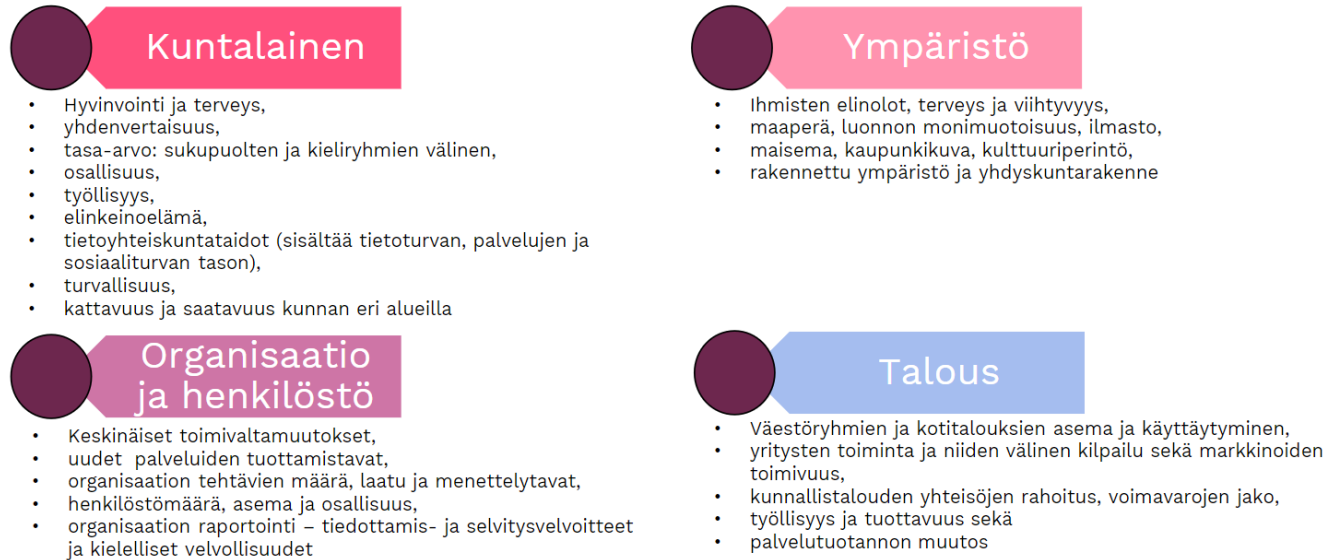 Kuntalainen
• Hyvinvointi ja terveys,
• yhdenvertaisuus,
• tasa-arvo: sukupuolten ja kieliryhmien välinen,
• osallisuus,
• työllisyys,
• elinkeinoelämä,
• tietoyhteiskuntataidot (sisältää tietoturvan, palvelujen ja
sosiaaliturvan tason),
• turvallisuus,
• kattavuus ja saatavuus kunnan eri alueilla
Ympäristö
• Ihmisten elinolot, terveys ja viihtyvyys,
• maaperä, luonnon monimuotoisuus, ilmasto,
• maisema, kaupunkikuva, kulttuuriperintö,
• rakennettu ympäristö ja yhdyskuntarakenne
Organisaatio
ja henkilöstö
• Keskinäiset toimivaltamuutokset,
• uudet palveluiden tuottamistavat,
• organisaation tehtävien määrä, laatu ja menettelytavat,
• henkilöstömäärä, asema ja osallisuus,
• organisaation raportointi – tiedottamis- ja selvitysvelvoitteet
ja kielelliset velvollisuudet
Talous
• Väestöryhmien ja kotitalouksien asema ja käyttäytyminen,
• yritysten toiminta ja niiden välinen kilpailu sekä markkinoiden
toimivuus,
• kunnallistalouden yhteisöjen rahoitus, voimavarojen jako,
• työllisyys ja tuottavuus sekä
• palvelutuotannon muutos